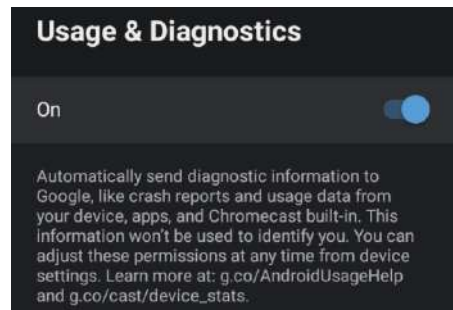 Usage & Diagnostics
On
Automatically send diagnostic information to
Google, like crash reports and usage data from
your device, apps, and Chromecast built-in. This
information won't be used to identify you. You can
adjust these permissions at any time from device
settings. Learn more at: g.co/AndroidUsageHelp
and g.co/cast/device_stats.